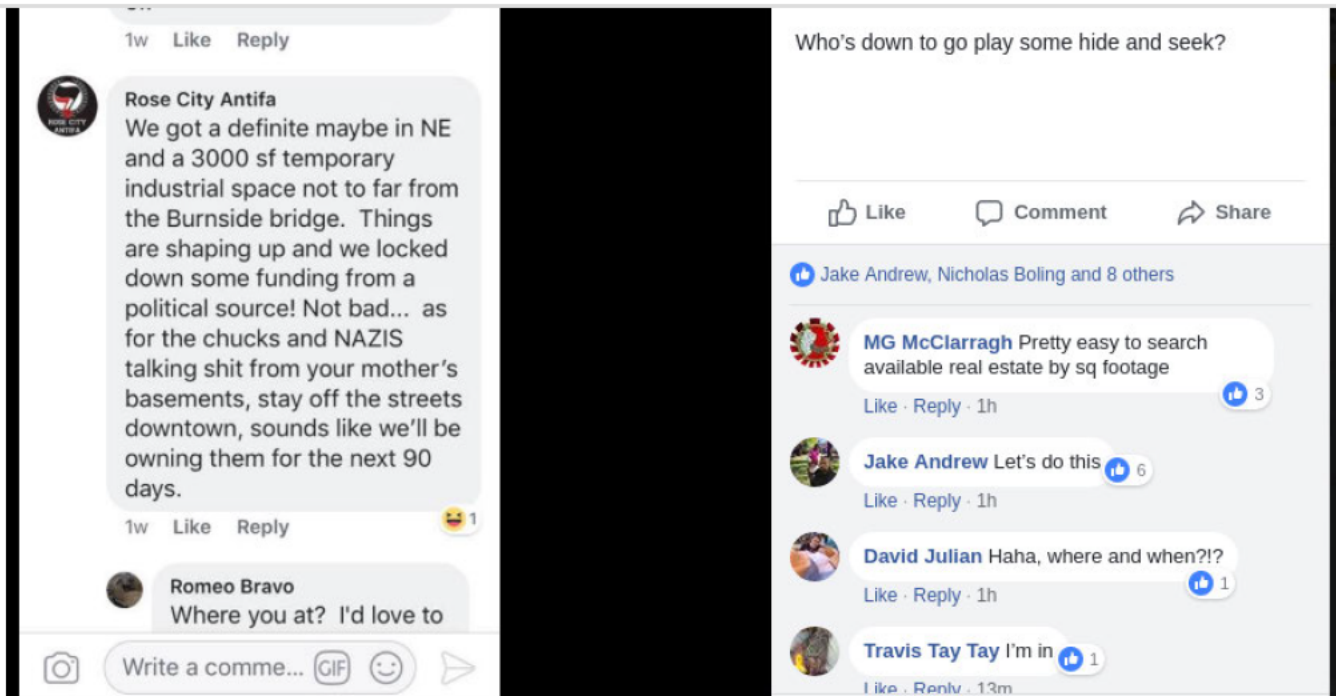 1w Like Reply
Rose City Antifa
We got a definite maybe in NE
and a 3000 sf temporary
industrial space not to far from
the Burnside bridge.  Things
are shaping up and we locked
down some funding from a
political source! Not bad...  as
for the chucks and NAZIS
talking shit from your mother's
basements, stay off the streets
downtown, sounds like we'll be
owning them for the next 90
days.
1w Like Reply
1
Romeo Bravo
Where you at?  I'd love to
Write a comme... GIF
Who's down to go play some hide and seek?
Like Comment Share
Jake Andrew, Nicholas Boling and 8 others
MG McClarragh Pretty easy to search
available real estate by sq footage
3
Like · Reply · 1h
Jake Andrew Let's do this
6
Like · Reply · 1h
David Julian Haha, where and when?!?
1
Like · Reply · 1h
Travis Tay Tay I'm in
1
Like · Reply · 13m
ROSE CITY
ANTIFA